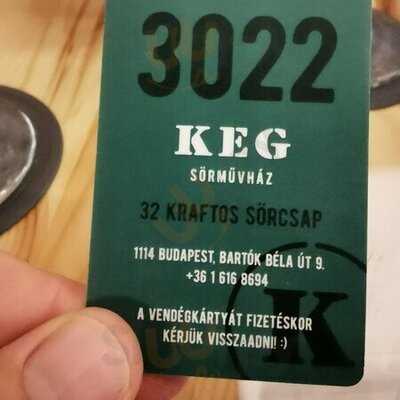 3022
KEG
SÖRMŰVHÁZ
32 KRAFTOS SÖRCSAP
1114 BUDAPEST, BARTÓK BÉLA ÚT 9.
+36 1 616 8694
A VENDÉGKÁRTYÁT FIZETÉSKOR
KÉRJÜK VISSZAADNI! :)
K